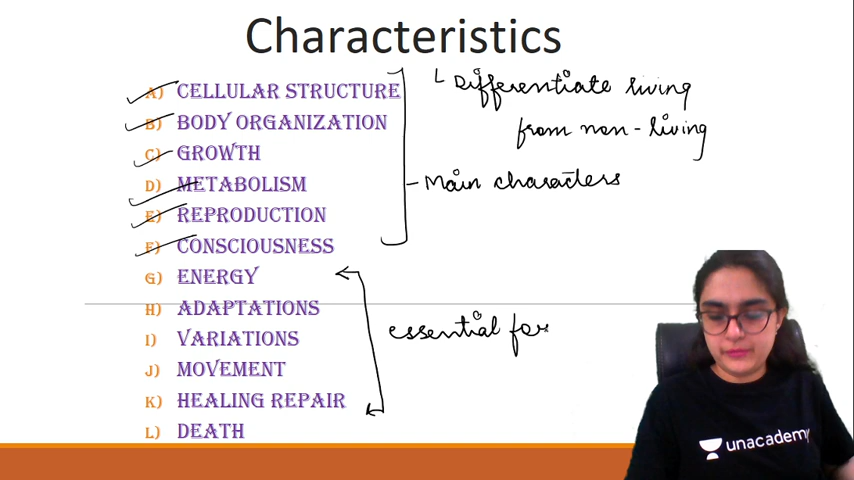 Characteristics
A) CELLULAR STRUCTURE
B) BODY ORGANIZATION
C) GROWTH
D) METABOLISM
E) REPRODUCTION
F) CONSCIOUSNESS
G) ENERGY
H) ADAPTATIONS
I) VARIATIONS
J) MOVEMENT
K) HEALING REPAIR
L) DEATH
Differentiate living
from non-living
- Main characters
essential for
unacademy